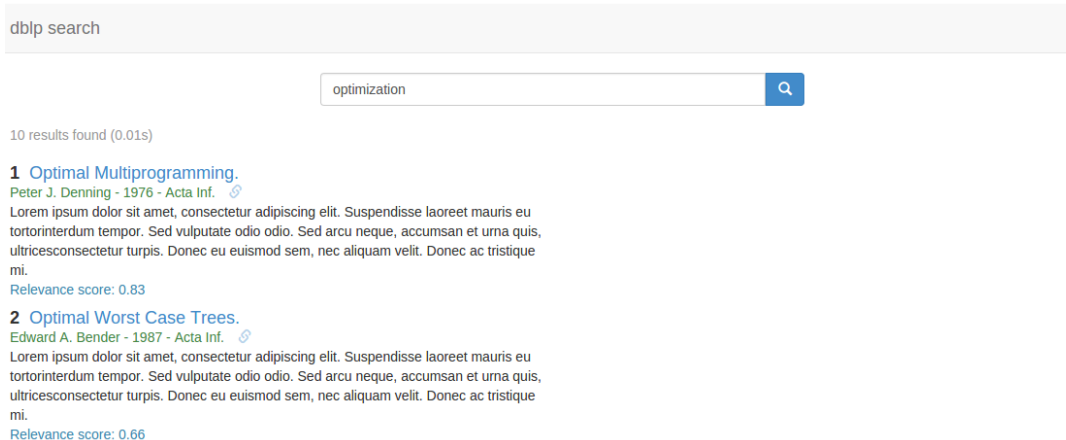 dblp search
optimization
10 results found (0.01s)
1 Optimal Multiprogramming.
Peter J. Denning - 1976 - Acta Inf.
Lorem ipsum dolor sit amet, consectetur adipiscing elit. Suspendisse laoreet mauris eu
tortorinterdum tempor. Sed vulputate odio odio. Sed arcu neque, accumsan et urna quis,
ultricesconsectetur turpis. Donec eu euismod sem, nec aliquam velit. Donec ac tristique
mi.
Relevance score: 0.83
2 Optimal Worst Case Trees.
Edward A. Bender - 1987 - Acta Inf.
Lorem ipsum dolor sit amet, consectetur adipiscing elit. Suspendisse laoreet mauris eu
tortorinterdum tempor. Sed vulputate odio odio. Sed arcu neque, accumsan et urna quis,
ultricesconsectetur turpis. Donec eu euismod sem, nec aliquam velit. Donec ac tristique
mi.
Relevance score: 0.66